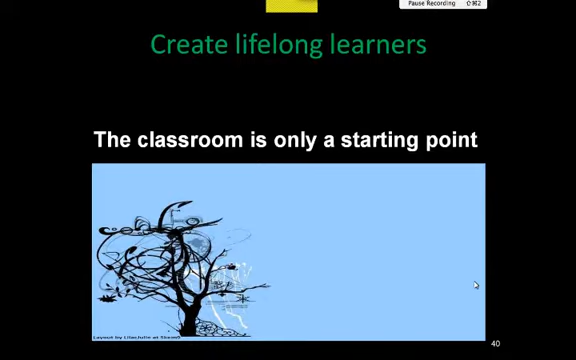 Pause Recording ⇧⌘2
Create lifelong learners
The classroom is only a starting point
40